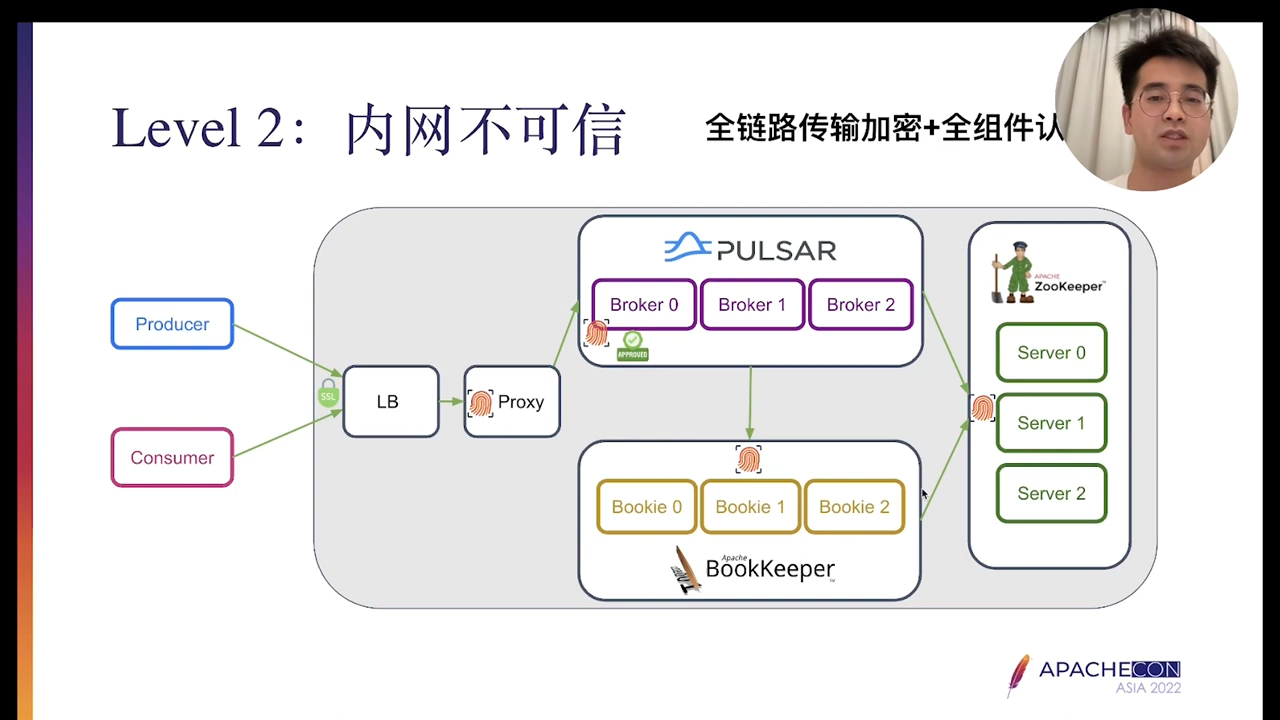 Level 2：内网不可信
全链路传输加密+全组件认
PULSAR
Broker 0
Broker 1
Broker 2
APPROVED
APACHE
ZooKeeper™
Server 0
Server 1
Server 2
Producer
Consumer
SSL
LB
Proxy
Bookie 0
Bookie 1
Bookie 2
Apache
BookKeeper™
APACHECON
ASIA 2022